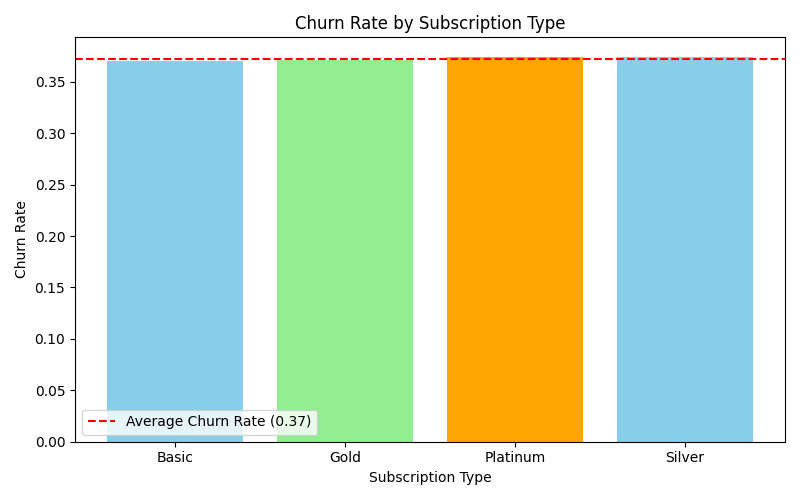 Churn Rate by Subscription Type
Churn Rate
0.35
0.30
0.25
0.20
0.15
0.10
0.05
0.00
Average Churn Rate (0.37)
Basic
Gold
Platinum
Silver
Subscription Type